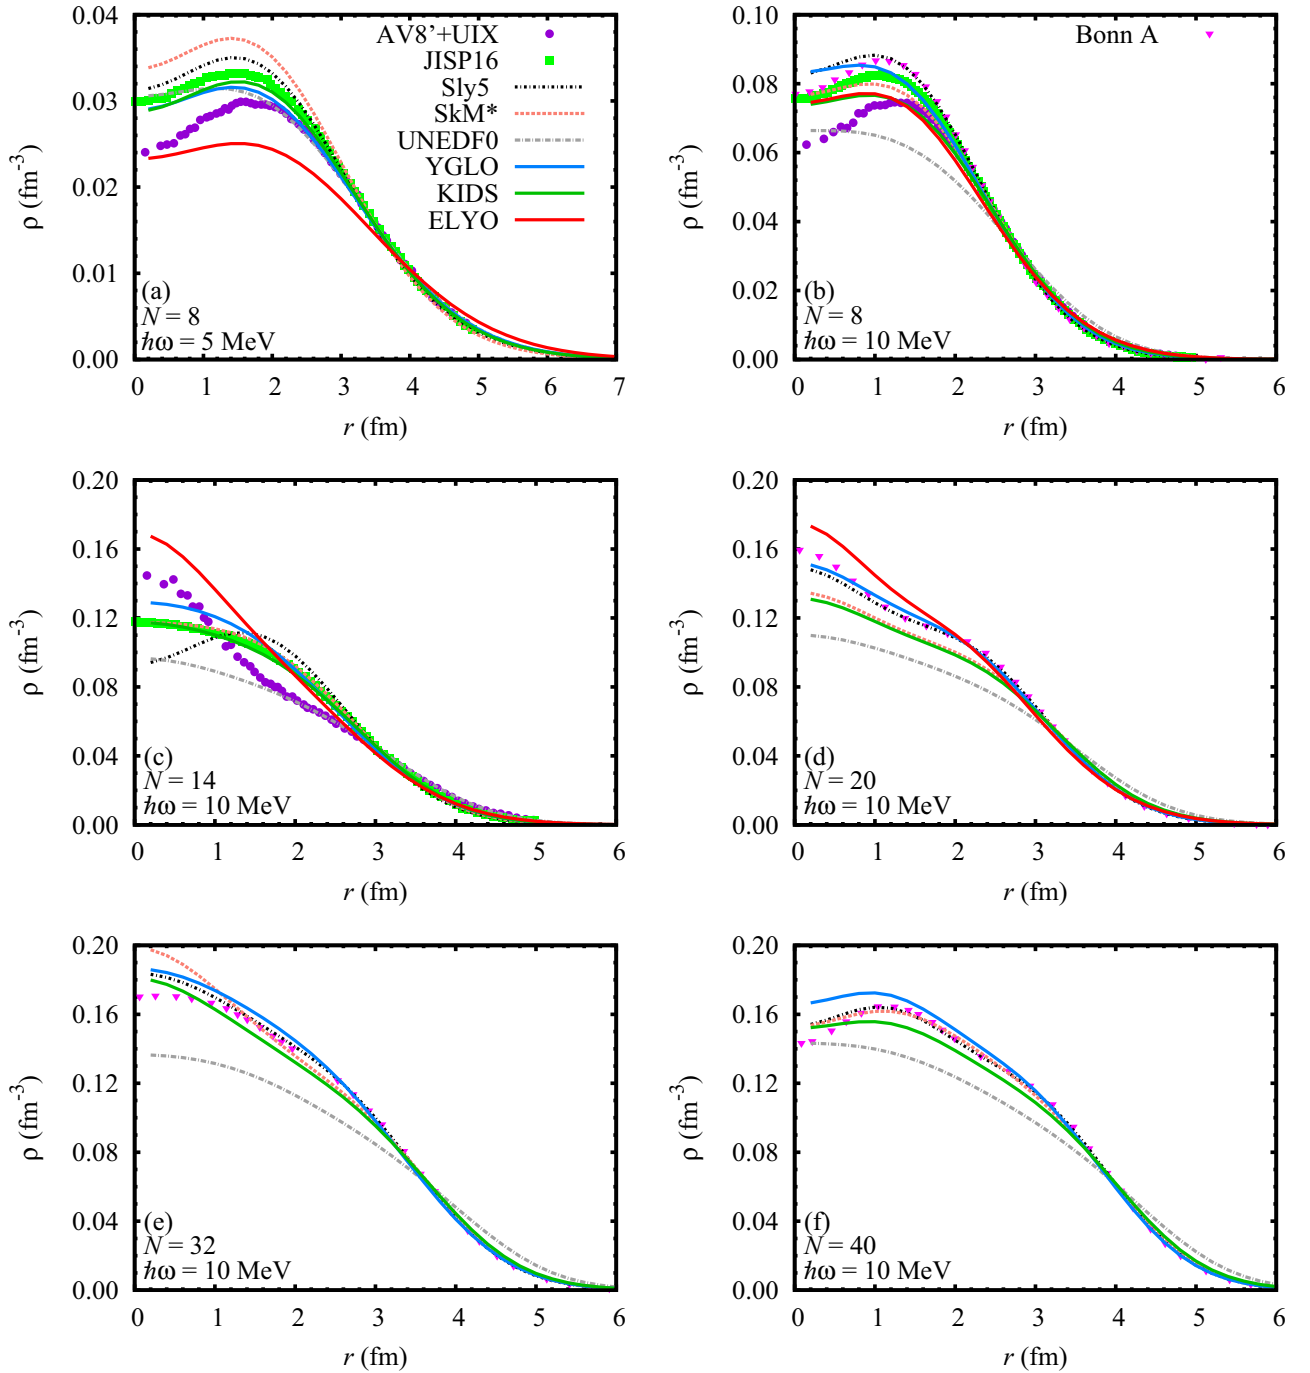 0.04
0.03
0.02
0.01
0.00
ρ (fm⁻³)
AV8'+UIX
JISP16
Sly5
SkM*
UNEDF0
YGLO
KIDS
ELYO
(a)
N = 8
ħω = 5 MeV
0 1 2 3 4 5 6 7
r (fm)
0.10
0.08
0.06
0.04
0.02
0.00
ρ (fm⁻³)
Bonn A
(b)
N = 8
ħω = 10 MeV
0 1 2 3 4 5 6
r (fm)
0.20
0.16
0.12
0.08
0.04
0.00
ρ (fm⁻³)
(c)
N = 14
ħω = 10 MeV
0 1 2 3 4 5 6
r (fm)
0.20
0.16
0.12
0.08
0.04
0.00
ρ (fm⁻³)
(d)
N = 20
ħω = 10 MeV
0 1 2 3 4 5 6
r (fm)
0.20
0.16
0.12
0.08
0.04
0.00
ρ (fm⁻³)
(e)
N = 32
ħω = 10 MeV
0 1 2 3 4 5 6
r (fm)
0.20
0.16
0.12
0.08
0.04
0.00
ρ (fm⁻³)
(f)
N = 40
ħω = 10 MeV
0 1 2 3 4 5 6
r (fm)